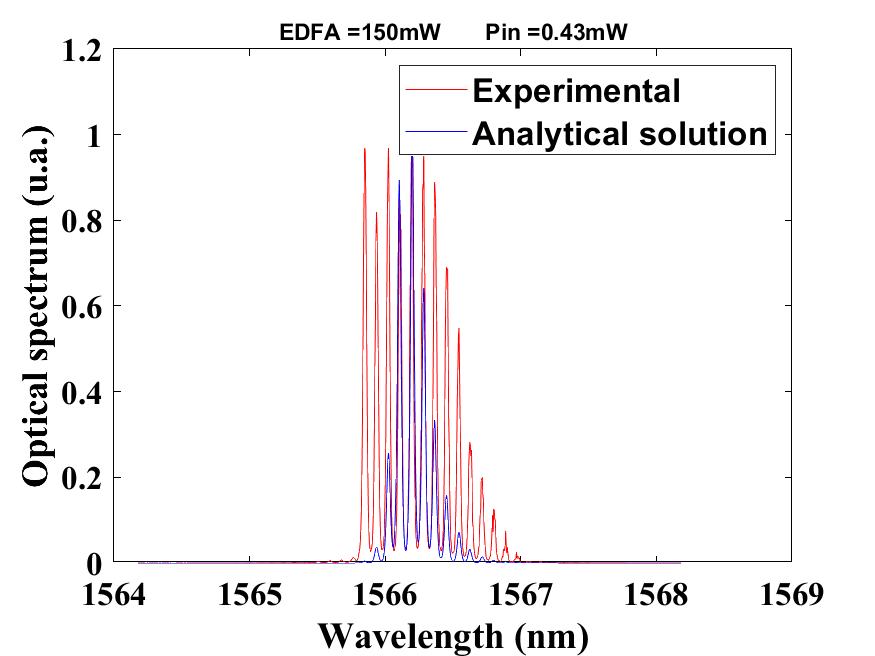 EDFA =150mW Pin =0.43mW
1.2
Experimental
Analytical solution
1
0.8
0.6
0.4
0.2
0
Optical spectrum (u.a.)
1564 1565 1566 1567 1568 1569
Wavelength (nm)